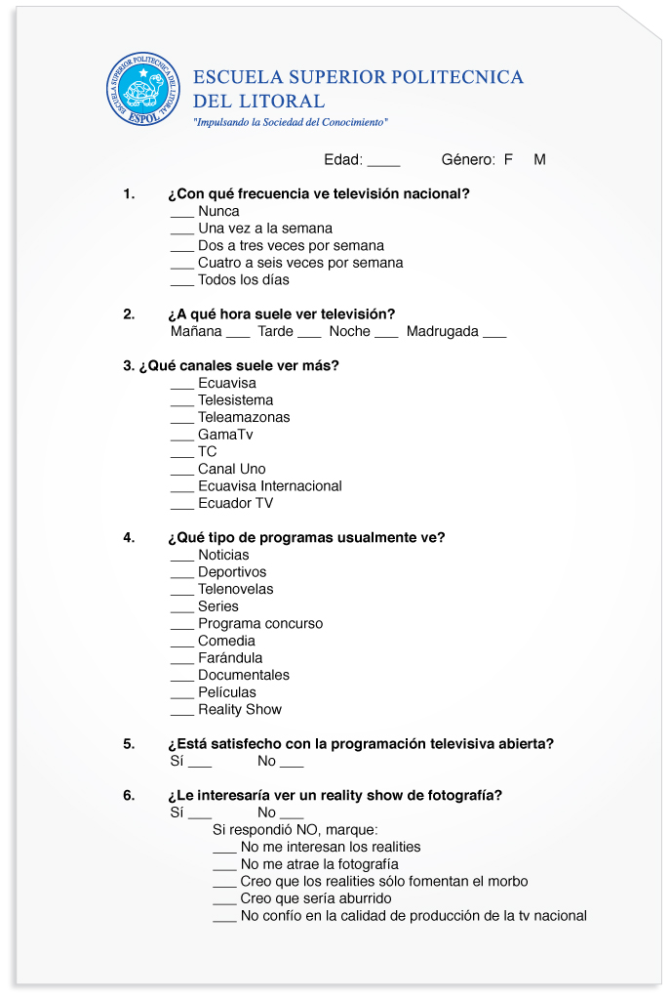 ESCUELA SUPERIOR POLITECNICA DEL LITORAL
ESPOL
ESCUELA SUPERIOR POLITECNICA
DEL LITORAL
"Impulsando la Sociedad del Conocimiento"
Edad: ____ Género: F M
1. ¿Con qué frecuencia ve televisión nacional?
___ Nunca
___ Una vez a la semana
___ Dos a tres veces por semana
___ Cuatro a seis veces por semana
___ Todos los días
2. ¿A qué hora suele ver televisión?
Mañana ___ Tarde ___ Noche ___ Madrugada ___
3. ¿Qué canales suele ver más?
___ Ecuavisa
___ Telesistema
___ Teleamazonas
___ GamaTv
___ TC
___ Canal Uno
___ Ecuavisa Internacional
___ Ecuador TV
4. ¿Qué tipo de programas usualmente ve?
___ Noticias
___ Deportivos
___ Telenovelas
___ Series
___ Programa concurso
___ Comedia
___ Farándula
___ Documentales
___ Películas
___ Reality Show
5. ¿Está satisfecho con la programación televisiva abierta?
Sí ___ No ___
6. ¿Le interesaría ver un reality show de fotografía?
Sí ___ No ___
Si respondió NO, marque:
___ No me interesan los realities
___ No me atrae la fotografía
___ Creo que los realities sólo fomentan el morbo
___ Creo que sería aburrido
___ No confío en la calidad de producción de la tv nacional